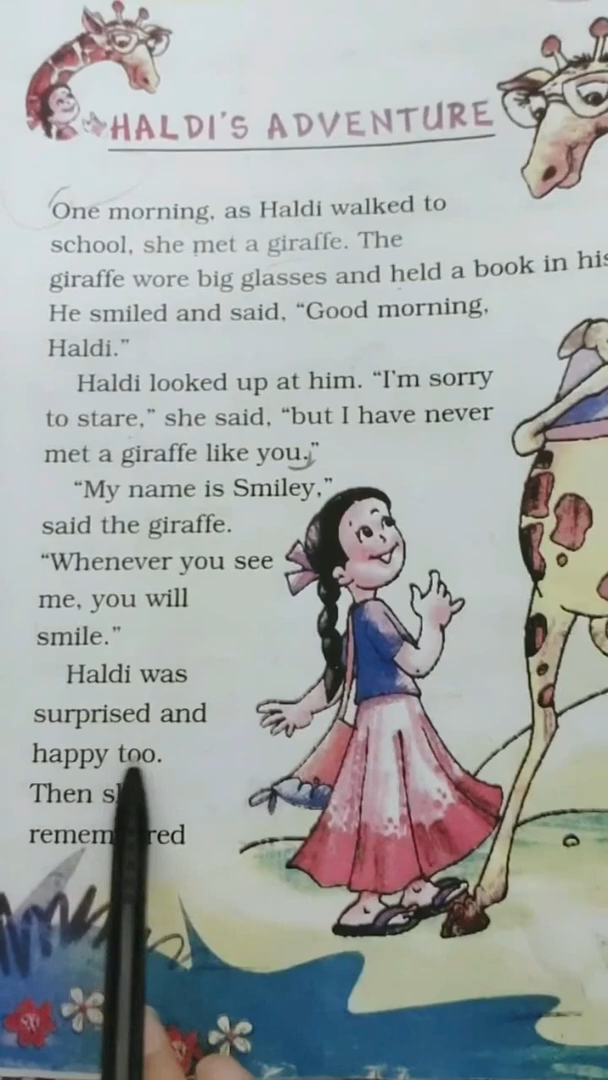 HALDI'S ADVENTURE
One morning, as Haldi walked to
school, she met a giraffe. The
giraffe wore big glasses and held a book in his
He smiled and said, "Good morning,
Haldi."
Haldi looked up at him. "I'm sorry
to stare," she said, "but I have never
met a giraffe like you."
"My name is Smiley,"
said the giraffe.
"Whenever you see
me, you will
smile."
Haldi was
surprised and
happy too.
Then